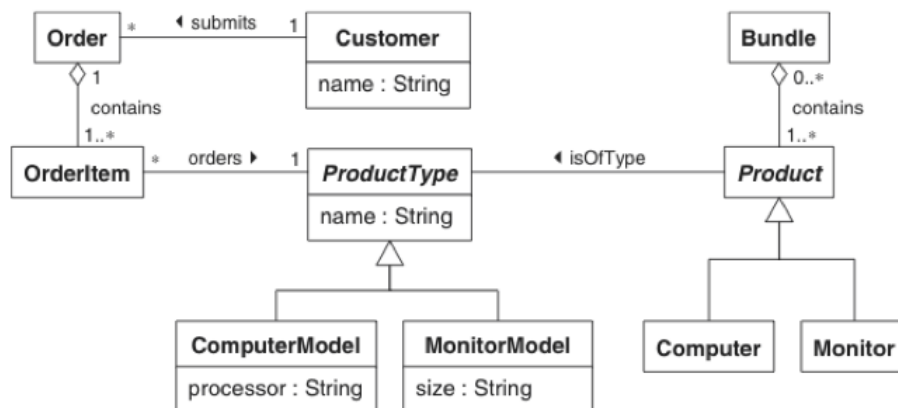 Order
* ◀ submits 1
Customer
name : String
Bundle
1
contains
1..*
0..*
contains
1..*
OrderItem
* orders ▶ 1
ProductType
name : String
◀ isOfType
Product
ComputerModel
processor : String
MonitorModel
size : String
Computer
Monitor